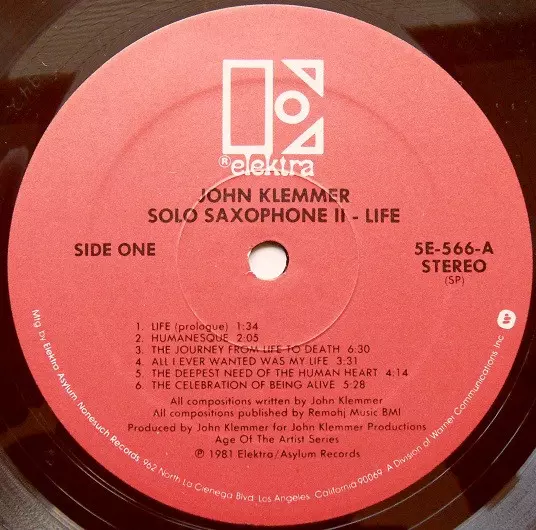 ® elektra
JOHN KLEMMER
SOLO SAXOPHONE II - LIFE
SIDE ONE
5E-566-A
STEREO
(SP)
1. LIFE (prologue) 1:34
2. HUMANESQUE 2:05
3. THE JOURNEY FROM LIFE TO DEATH 6:30
4. ALL I EVER WANTED WAS MY LIFE 3:31
5. THE DEEPEST NEED OF THE HUMAN HEART 4:14
6. THE CELEBRATION OF BEING ALIVE 5:28
All compositions written by John Klemmer
All compositions published by Remohj Music BMI
Produced by John Klemmer for John Klemmer Productions
Age Of The Artist Series
℗ 1981 Elektra/Asylum Records
Mfg. by Elektra Asylum Nonesuch Records, 962 North La Cienega Blvd. Los Angeles, California 90069. A Division of Warner Communications Inc.